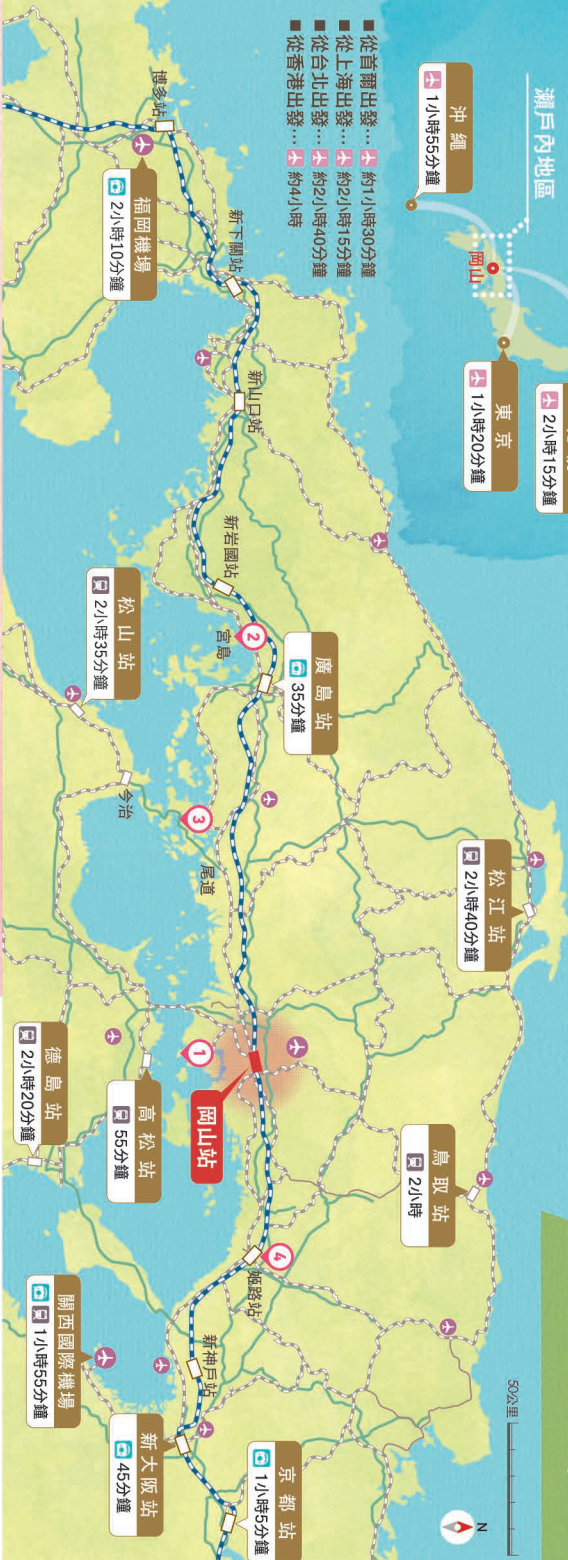 瀨戶內地區
沖繩
1小時55分鐘
岡山
東京
1小時20分鐘
2小時15分鐘
■ 從首爾出發… 約1小時30分鐘
■ 從上海出發… 約2小時15分鐘
■ 從台北出發… 約2小時40分鐘
■ 從香港出發… 約4小時
博多站
福岡機場
2小時10分鐘
新下關站
新山口站
新岩國站
宮島
2
廣島站
35分鐘
松山站
2小時35分鐘
今治
3
尾道
松江站
2小時40分鐘
1
岡山站
高松站
55分鐘
德島站
2小時20分鐘
鳥取站
2小時
4
姬路站
新神戶站
關西國際機場
1小時55分鐘
新大阪站
45分鐘
京都站
1小時5分鐘
50公里
N